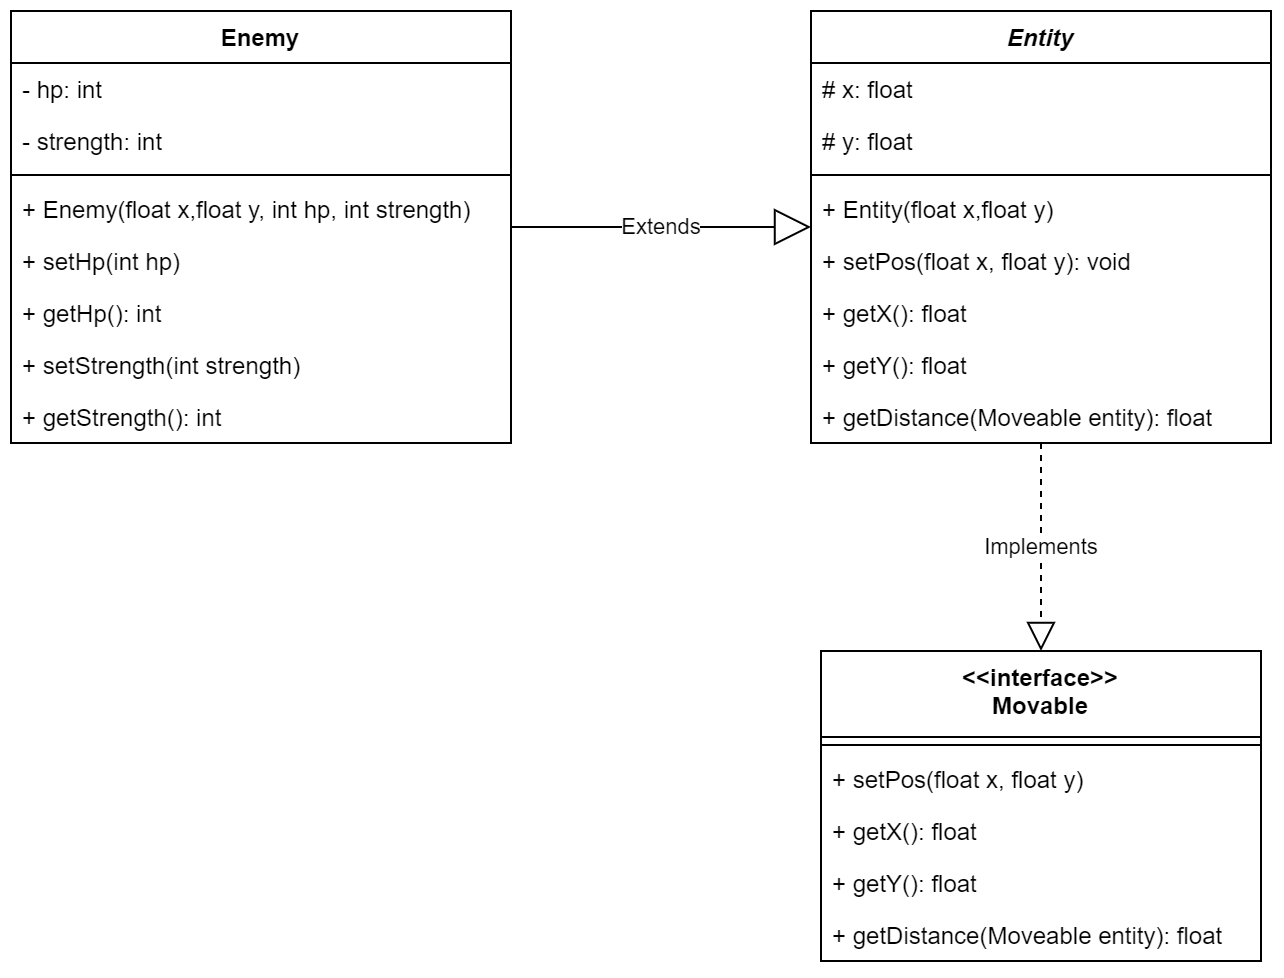 Enemy
- hp: int
- strength: int
+ Enemy(float x,float y, int hp, int strength)
+ setHp(int hp)
+ getHp(): int
+ setStrength(int strength)
+ getStrength(): int
Extends
Entity
# x: float
# y: float
+ Entity(float x,float y)
+ setPos(float x, float y): void
+ getX(): float
+ getY(): float
+ getDistance(Moveable entity): float
Implements
<<interface>>
Movable
+ setPos(float x, float y)
+ getX(): float
+ getY(): float
+ getDistance(Moveable entity): float